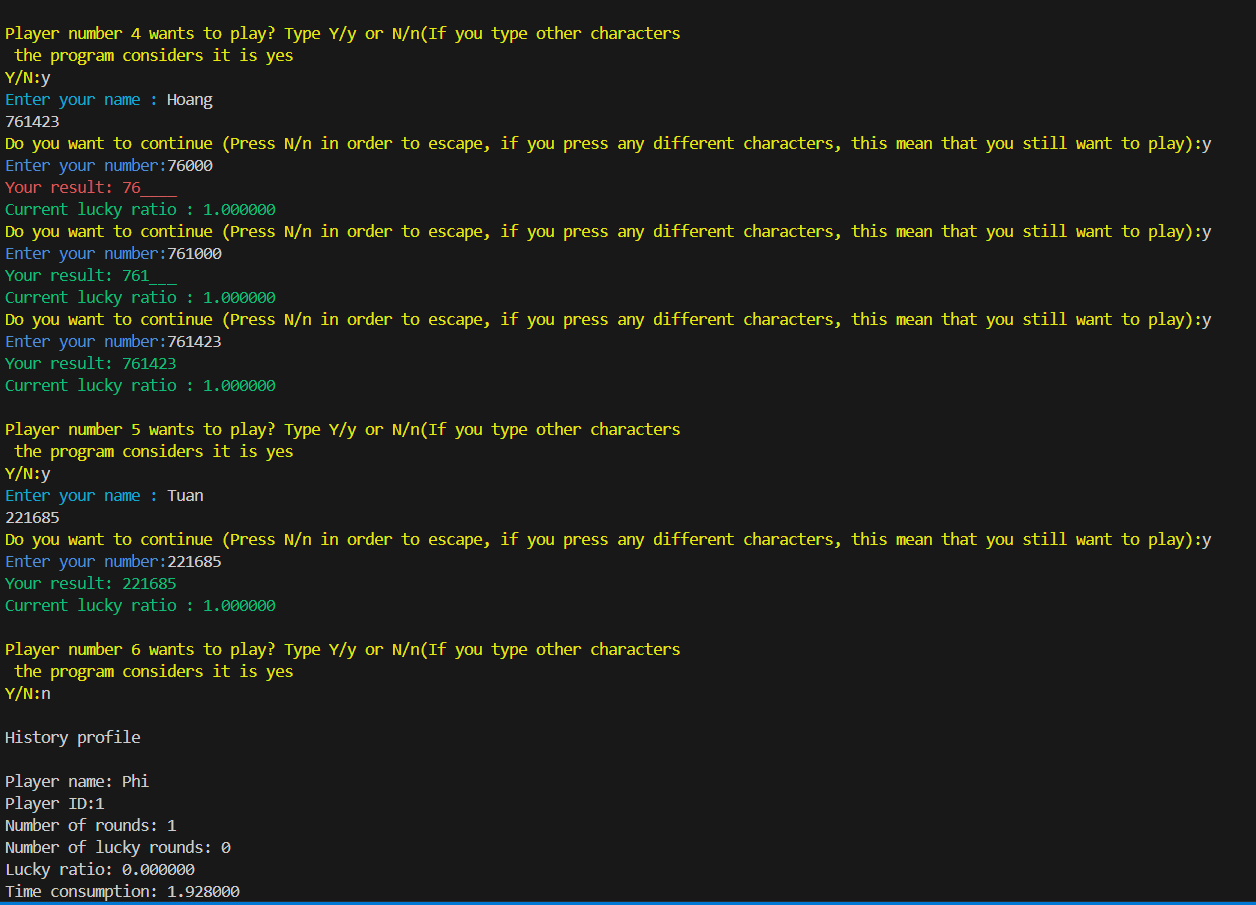 Player number 4 wants to play? Type Y/y or N/n(If you type other characters
 the program considers it is yes
Y/N:y
Enter your name : Hoang
761423
Do you want to continue (Press N/n in order to escape, if you press any different characters, this mean that you still want to play):y
Enter your number:76000
Your result: 76____
Current lucky ratio : 1.000000
Do you want to continue (Press N/n in order to escape, if you press any different characters, this mean that you still want to play):y
Enter your number:761000
Your result: 761___
Current lucky ratio : 1.000000
Do you want to continue (Press N/n in order to escape, if you press any different characters, this mean that you still want to play):y
Enter your number:761423
Your result: 761423
Current lucky ratio : 1.000000
Player number 5 wants to play? Type Y/y or N/n(If you type other characters
 the program considers it is yes
Y/N:y
Enter your name : Tuan
221685
Do you want to continue (Press N/n in order to escape, if you press any different characters, this mean that you still want to play):y
Enter your number:221685
Your result: 221685
Current lucky ratio : 1.000000
Player number 6 wants to play? Type Y/y or N/n(If you type other characters
 the program considers it is yes
Y/N:n
History profile
Player name: Phi
Player ID:1
Number of rounds: 1
Number of lucky rounds: 0
Lucky ratio: 0.000000
Time consumption: 1.928000